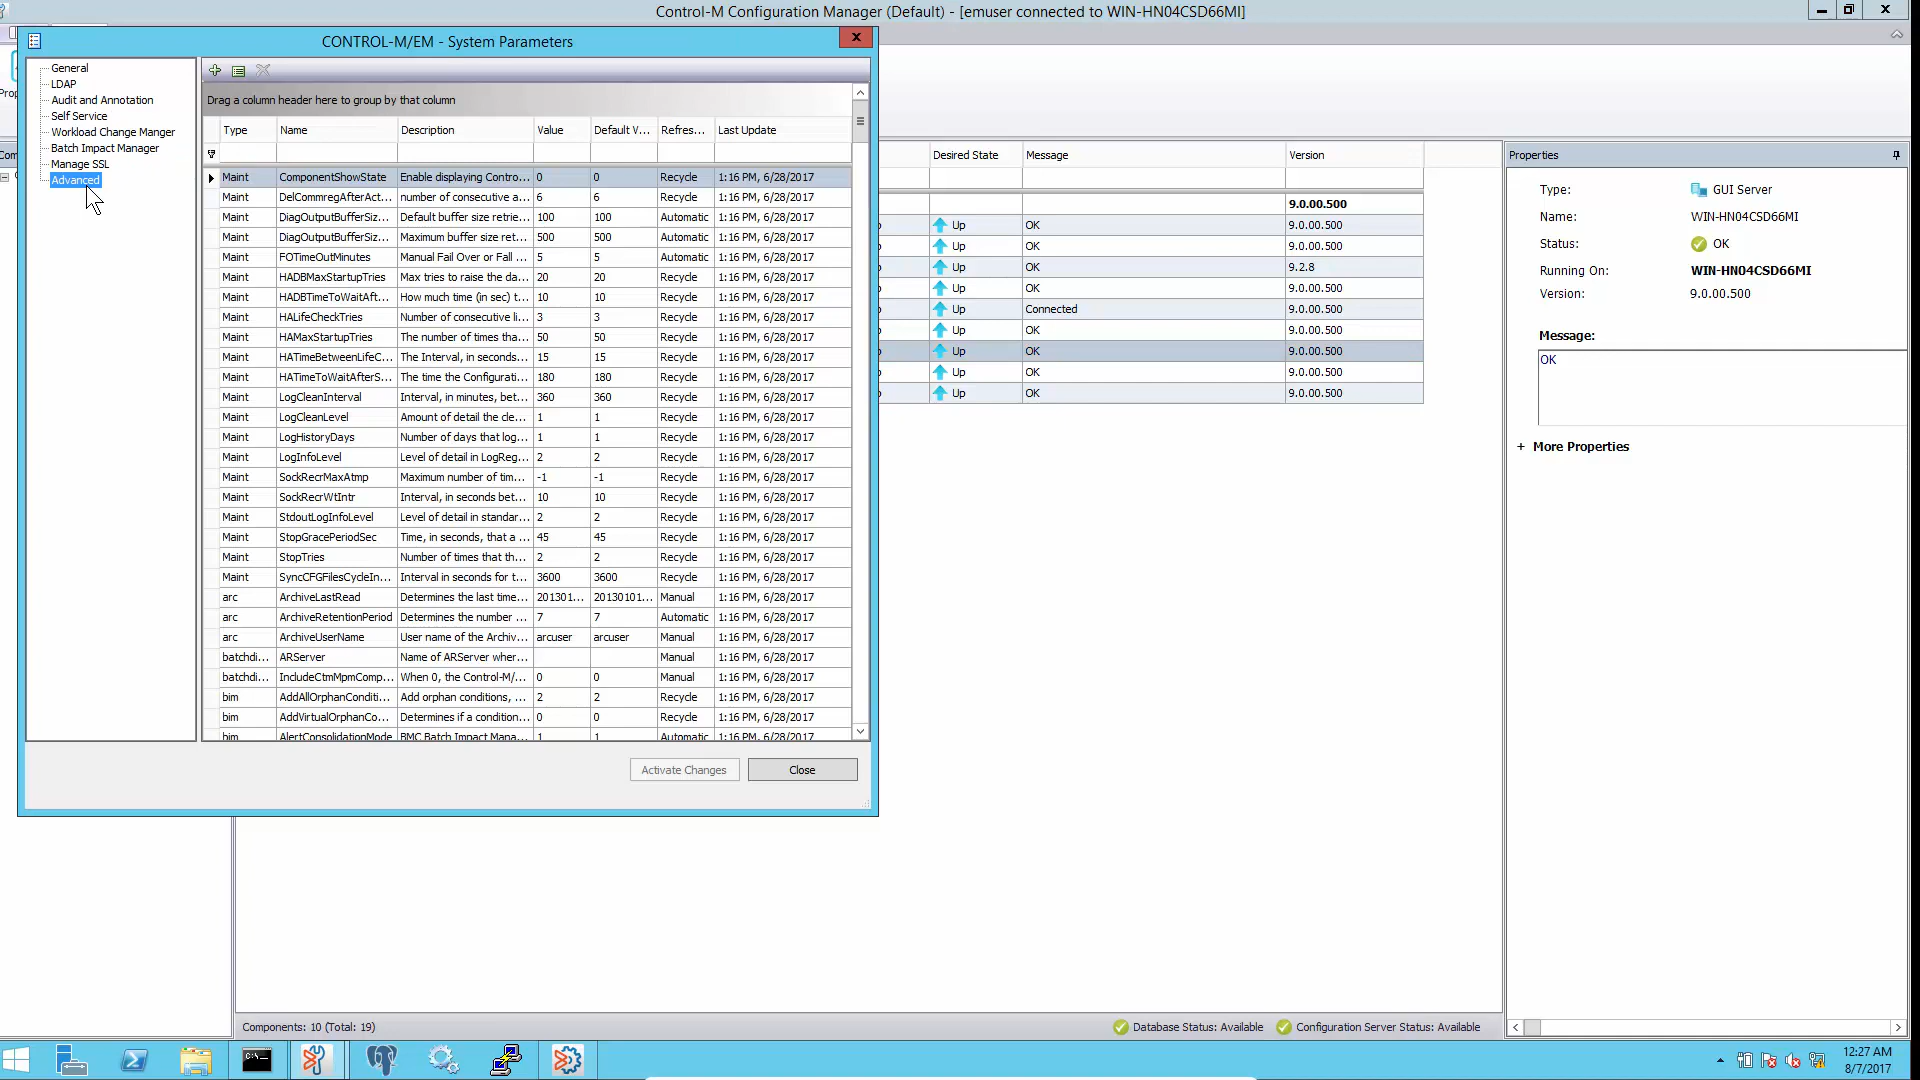 Control-M Configuration Manager (Default) - [emuser connected to WIN-HN04CSD66MI]
CONTROL-M/EM - System Parameters
General
LDAP
Audit and Annotation
Self Service
Workload Change Manger
Batch Impact Manager
Manage SSL
Advanced
Drag a column header here to group by that column
Type Name Description Value Default V... Refres... Last Update
Maint ComponentShowState Enable displaying Contro... 0 0 Recycle 1:16 PM, 6/28/2017
Maint DelCommregAfterAct... number of consecutive a... 6 6 Recycle 1:16 PM, 6/28/2017
Maint DiagOutputBufferSiz... Default buffer size retrie... 100 100 Automatic 1:16 PM, 6/28/2017
Maint DiagOutputBufferSiz... Maximum buffer size ret... 500 500 Automatic 1:16 PM, 6/28/2017
Maint FOTimeOutMinutes Manual Fail Over or Fall ... 5 5 Automatic 1:16 PM, 6/28/2017
Maint HADBMaxStartupTries Max tries to raise the da... 20 20 Recycle 1:16 PM, 6/28/2017
Maint HADBTimeToWaitAft... How much time (in sec) t... 10 10 Recycle 1:16 PM, 6/28/2017
Maint HALifeCheckTries Number of consecutive li... 3 3 Recycle 1:16 PM, 6/28/2017
Maint HAMaxStartupTries The number of times tha... 50 50 Recycle 1:16 PM, 6/28/2017
Maint HATimeBetweenLifeC... The Interval, in seconds... 15 15 Recycle 1:16 PM, 6/28/2017
Maint HATimeToWaitAfterS... The time the Configurati... 180 180 Recycle 1:16 PM, 6/28/2017
Maint LogCleanInterval Interval, in minutes, bet... 360 360 Recycle 1:16 PM, 6/28/2017
Maint LogCleanLevel Amount of detail the cle... 1 1 Recycle 1:16 PM, 6/28/2017
Maint LogHistoryDays Number of days that log... 1 1 Recycle 1:16 PM, 6/28/2017
Maint LogInfoLevel Level of detail in LogReg... 2 2 Recycle 1:16 PM, 6/28/2017
Maint SockRecrMaxAtmp Maximum number of tim... -1 -1 Recycle 1:16 PM, 6/28/2017
Maint SockRecrWtIntr Interval, in seconds bet... 10 10 Recycle 1:16 PM, 6/28/2017
Maint StdoutLogInfoLevel Level of detail in standar... 2 2 Recycle 1:16 PM, 6/28/2017
Maint StopGracePeriodSec Time, in seconds, that a ... 45 45 Recycle 1:16 PM, 6/28/2017
Maint StopTries Number of times that th... 2 2 Recycle 1:16 PM, 6/28/2017
Maint SyncCFGFilesCycleIn... Interval in seconds for t... 3600 3600 Recycle 1:16 PM, 6/28/2017
arc ArchiveLastRead Determines the last time... 201301... 20130101... Manual 1:16 PM, 6/28/2017
arc ArchiveRetentionPeriod Determines the number ... 7 7 Automatic 1:16 PM, 6/28/2017
arc ArchiveUserName User name of the Archiv... arcuser arcuser Manual 1:16 PM, 6/28/2017
batchdi... ARServer Name of ARServer wher... Manual 1:16 PM, 6/28/2017
batchdi... IncludeCtmMpmComp... When 0, the Control-M/... 0 0 Manual 1:16 PM, 6/28/2017
bim AddAllOrphanConditi... Add orphan conditions, ... 2 2 Recycle 1:16 PM, 6/28/2017
bim AddVirtualOrphanCo... Determines if a condition... 0 0 Recycle 1:16 PM, 6/28/2017
bim AlertConsolidationMode BMC Batch Impact Mana... 1 1 Automatic 1:16 PM, 6/28/2017
Activate Changes Close
Desired State Message Version
9.0.00.500
Up OK 9.0.00.500
Up OK 9.0.00.500
Up OK 9.2.8
Up OK 9.0.00.500
Up Connected 9.0.00.500
Up OK 9.0.00.500
Up OK 9.0.00.500
Up OK 9.0.00.500
Up OK 9.0.00.500
Properties
Type: GUI Server
Name: WIN-HN04CSD66MI
Status: OK
Running On: WIN-HN04CSD66MI
Version: 9.0.00.500
Message:
OK
+ More Properties
Components: 10 (Total: 19) Database Status: Available Configuration Server Status: Available
12:27 AM
8/7/2017